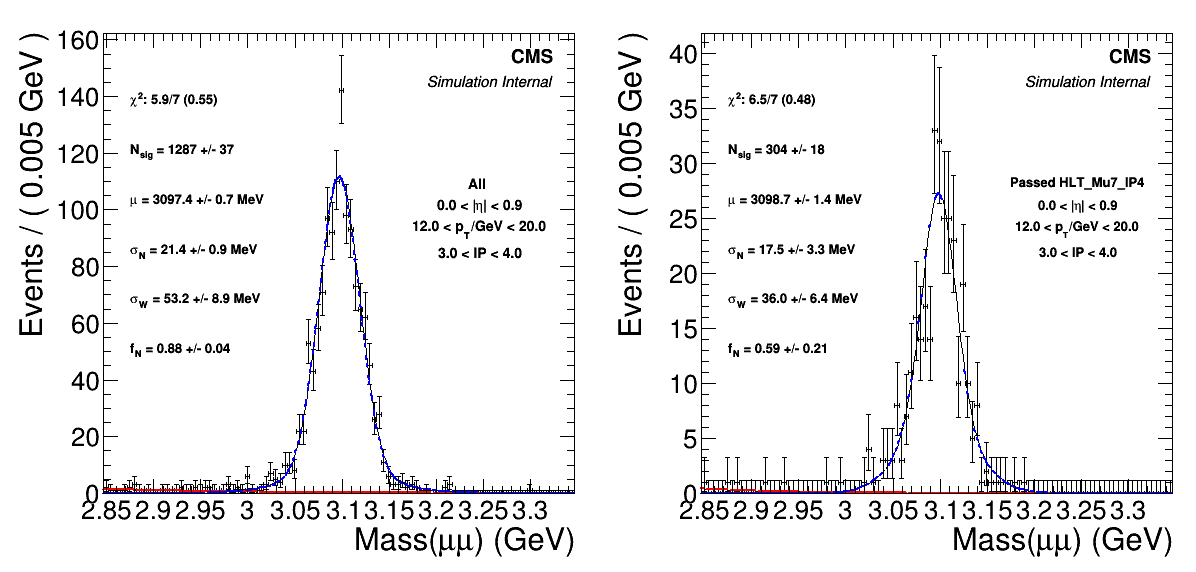 CMS
Simulation Internal
χ²: 5.9/7 (0.55)
N_sig = 1287 +/- 37
μ = 3097.4 +/- 0.7 MeV
σ_N = 21.4 +/- 0.9 MeV
σ_W = 53.2 +/- 8.9 MeV
f_N = 0.88 +/- 0.04
All
0.0 < |η| < 0.9
12.0 < p_T/GeV < 20.0
3.0 < IP < 4.0
Events / ( 0.005 GeV )
160
140
120
100
80
60
40
20
0
2.85 2.9 2.95 3 3.05 3.1 3.15 3.2 3.25 3.3
Mass(μμ) (GeV)
CMS
Simulation Internal
χ²: 6.5/7 (0.48)
N_sig = 304 +/- 18
μ = 3098.7 +/- 1.4 MeV
σ_N = 17.5 +/- 3.3 MeV
σ_W = 36.0 +/- 6.4 MeV
f_N = 0.59 +/- 0.21
Passed HLT_Mu7_IP4
0.0 < |η| < 0.9
12.0 < p_T/GeV < 20.0
3.0 < IP < 4.0
Events / ( 0.005 GeV )
40
35
30
25
20
15
10
5
0
2.85 2.9 2.95 3 3.05 3.1 3.15 3.2 3.25 3.3
Mass(μμ) (GeV)